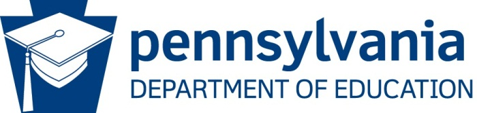 pennsylvania
DEPARTMENT OF EDUCATION